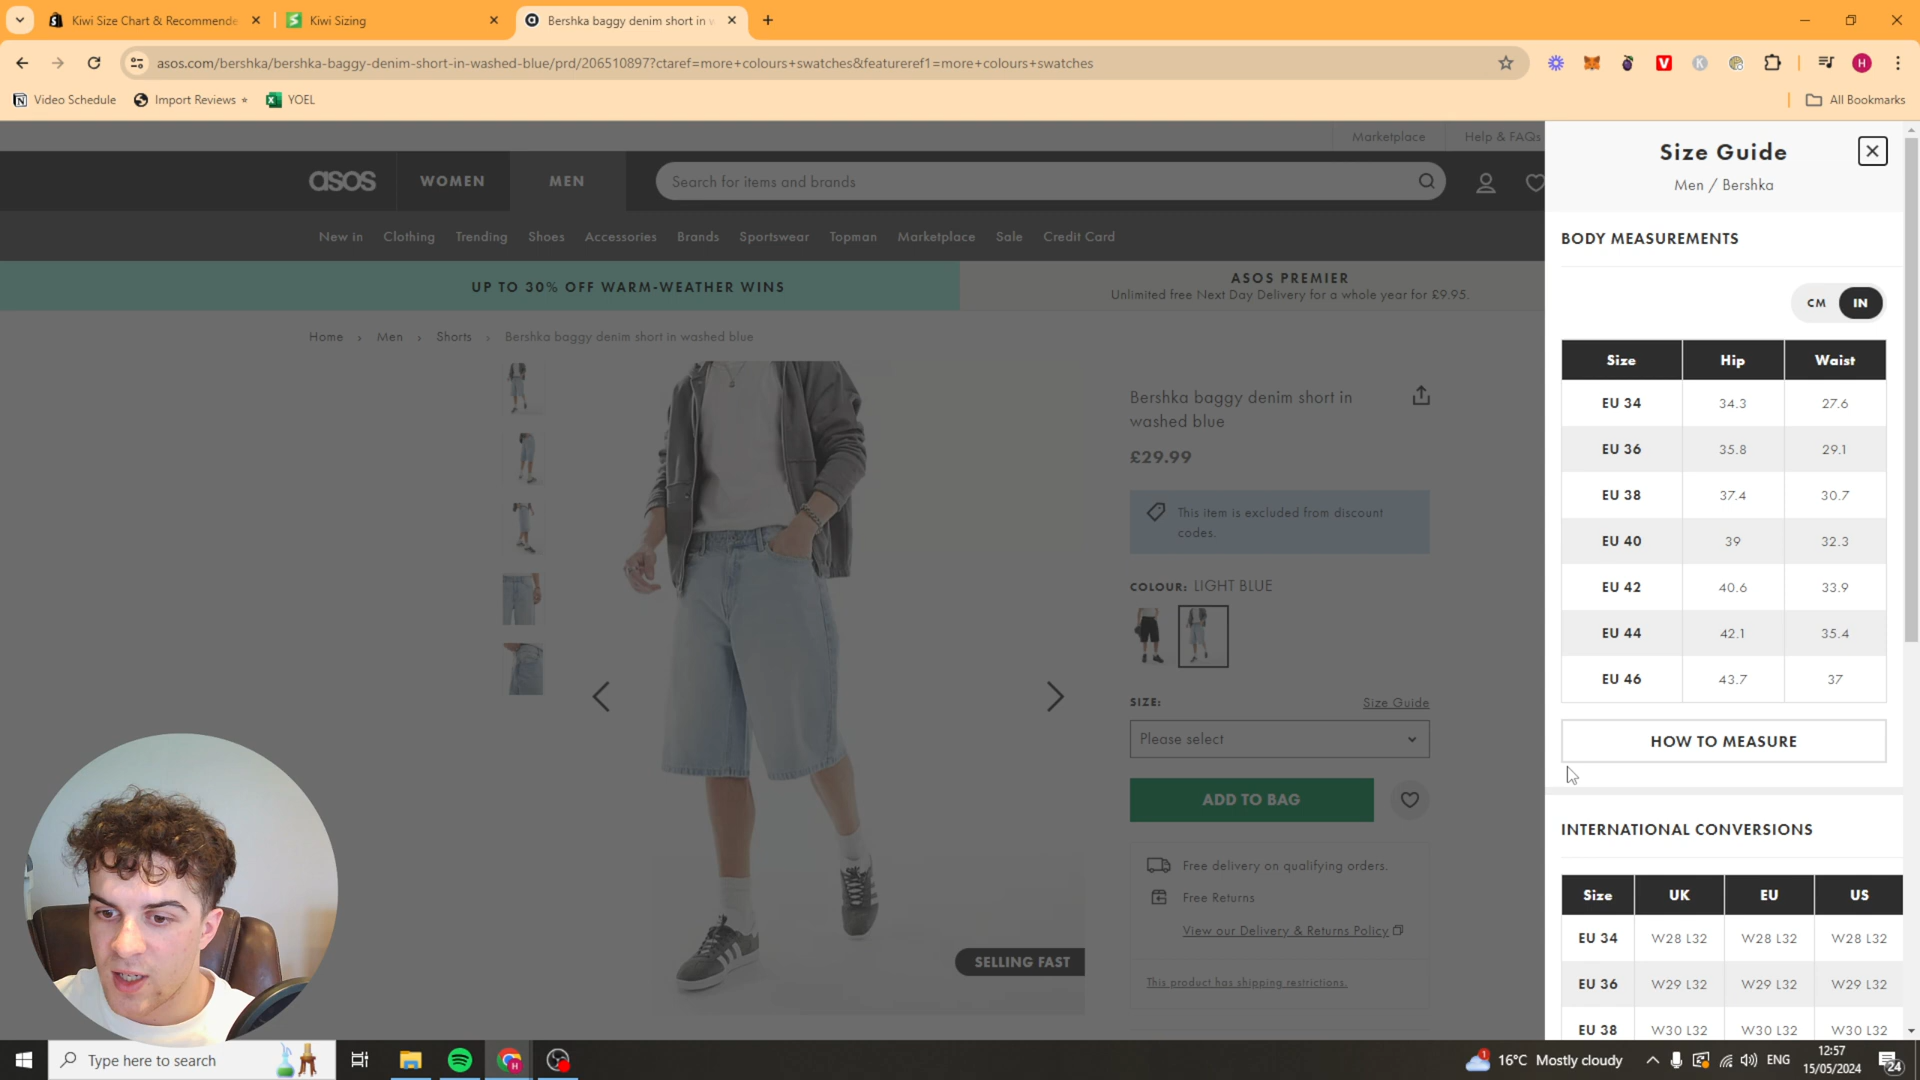 Kiwi Size Chart & Recommende
Kiwi Sizing
Bershka baggy denim short in w
asos.com/bershka/bershka-baggy-denim-short-in-washed-blue/prd/206510897?ctaref=more+colours+swatches&featureref1=more+colours+swatches
Video Schedule
Import Reviews
YOEL
All Bookmarks
Marketplace
Help & FAQs
asos
WOMEN
MEN
Search for items and brands
New in
Clothing
Trending
Shoes
Accessories
Brands
Sportswear
Topman
Marketplace
Sale
Credit Card
UP TO 30% OFF WARM-WEATHER WINS
ASOS PREMIER
Unlimited free Next Day Delivery for a whole year for £9.95.
Home › Men › Shorts › Bershka baggy denim short in washed blue
Bershka baggy denim short in
washed blue
£29.99
This item is excluded from discount
codes.
COLOUR: LIGHT BLUE
SIZE:
Size Guide
Please select
ADD TO BAG
Free delivery on qualifying orders.
Free Returns
View our Delivery & Returns Policy
This product has shipping restrictions.
SELLING FAST
Size Guide
Men / Bershka
BODY MEASUREMENTS
CM IN
Size Hip Waist
EU 34 34.3 27.6
EU 36 35.8 29.1
EU 38 37.4 30.7
EU 40 39 32.3
EU 42 40.6 33.9
EU 44 42.1 35.4
EU 46 43.7 37
HOW TO MEASURE
INTERNATIONAL CONVERSIONS
Size UK EU US
EU 34 W28 L32 W28 L32 W28 L32
EU 36 W29 L32 W29 L32 W29 L32
EU 38 W30 L32 W30 L32 W30 L32
Type here to search
16°C Mostly cloudy
ENG
12:57
15/05/2024
24